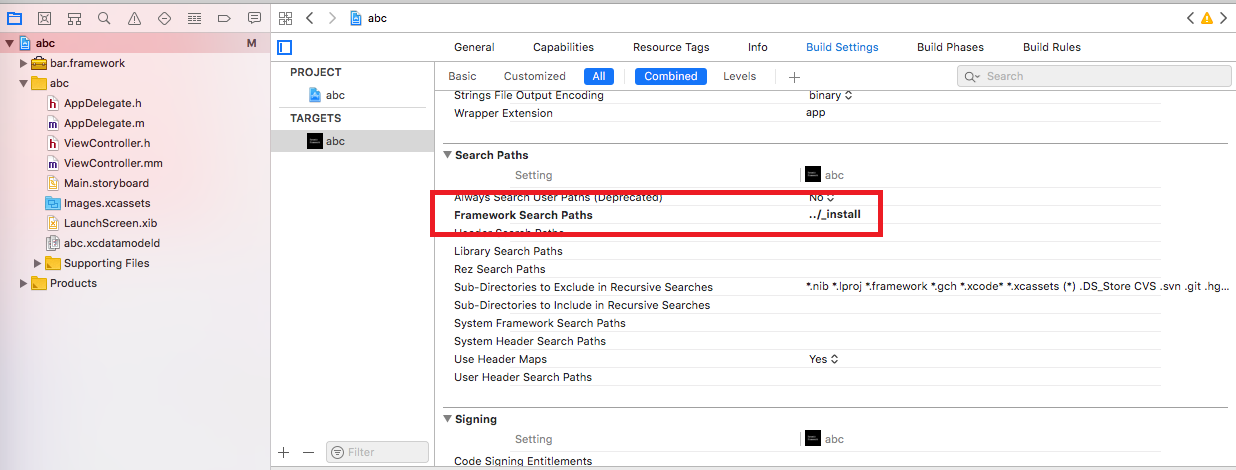 abc
abc M
bar.framework
abc
AppDelegate.h
AppDelegate.m
ViewController.h
ViewController.mm
Main.storyboard
Images.xcassets
LaunchScreen.xib
abc.xcdatamodeld
Supporting Files
Products
General Capabilities Resource Tags Info Build Settings Build Phases Build Rules
PROJECT
abc
TARGETS
abc
Filter
Basic Customized All Combined Levels Search
Strings File Output Encoding binary
Wrapper Extension app
Search Paths
Setting abc
Always Search User Paths (Deprecated) No
Framework Search Paths ../_install
Header Search Paths
Library Search Paths
Rez Search Paths
Sub-Directories to Exclude in Recursive Searches *.nib *.lproj *.framework *.gch *.xcode* *.xcassets (*) .DS_Store CVS .svn .git .hg...
Sub-Directories to Include in Recursive Searches
System Framework Search Paths
System Header Search Paths
Use Header Maps Yes
User Header Search Paths
Signing
Setting abc
Code Signing Entitlements